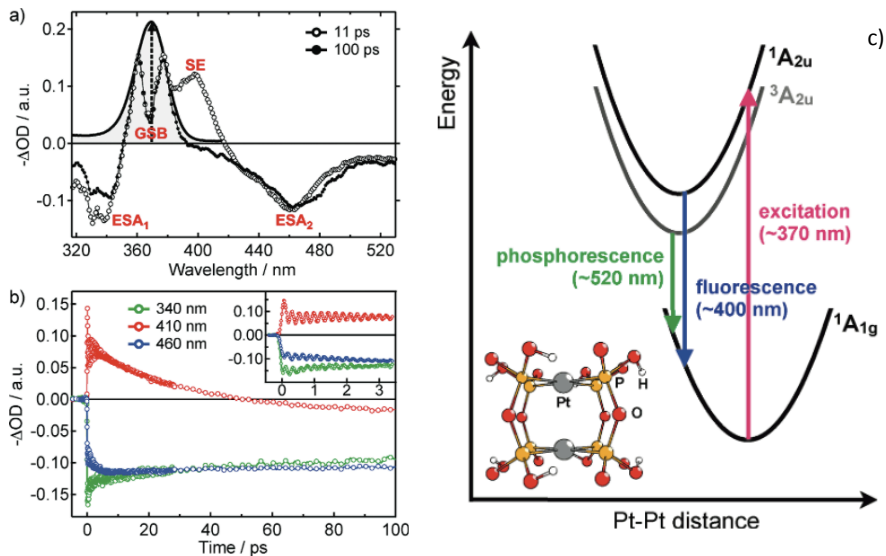 a)
-ΔOD / a.u.
0.2
0.1
0.0
-0.1
11 ps
100 ps
SE
GSB
ESA1
ESA2
320 360 400 440 480 520
Wavelength / nm
b)
-ΔOD / a.u.
0.15
0.10
0.05
0.00
-0.05
-0.10
-0.15
340 nm
410 nm
460 nm
0.10
0.00
-0.10
0 1 2 3
0 20 40 60 80 100
Time / ps
c)
Energy
¹A2u
³A2u
excitation
(~370 nm)
phosphorescence
(~520 nm)
fluorescence
(~400 nm)
¹A1g
P
H
Pt
O
Pt-Pt distance